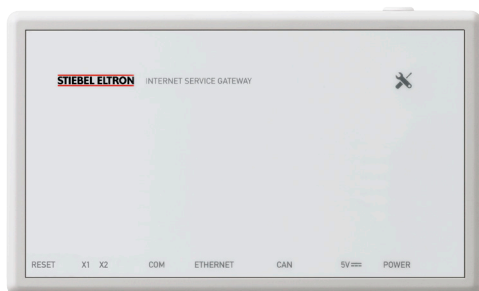 STIEBEL ELTRON INTERNET SERVICE GATEWAY
RESET X1 X2 COM ETHERNET CAN 5V POWER